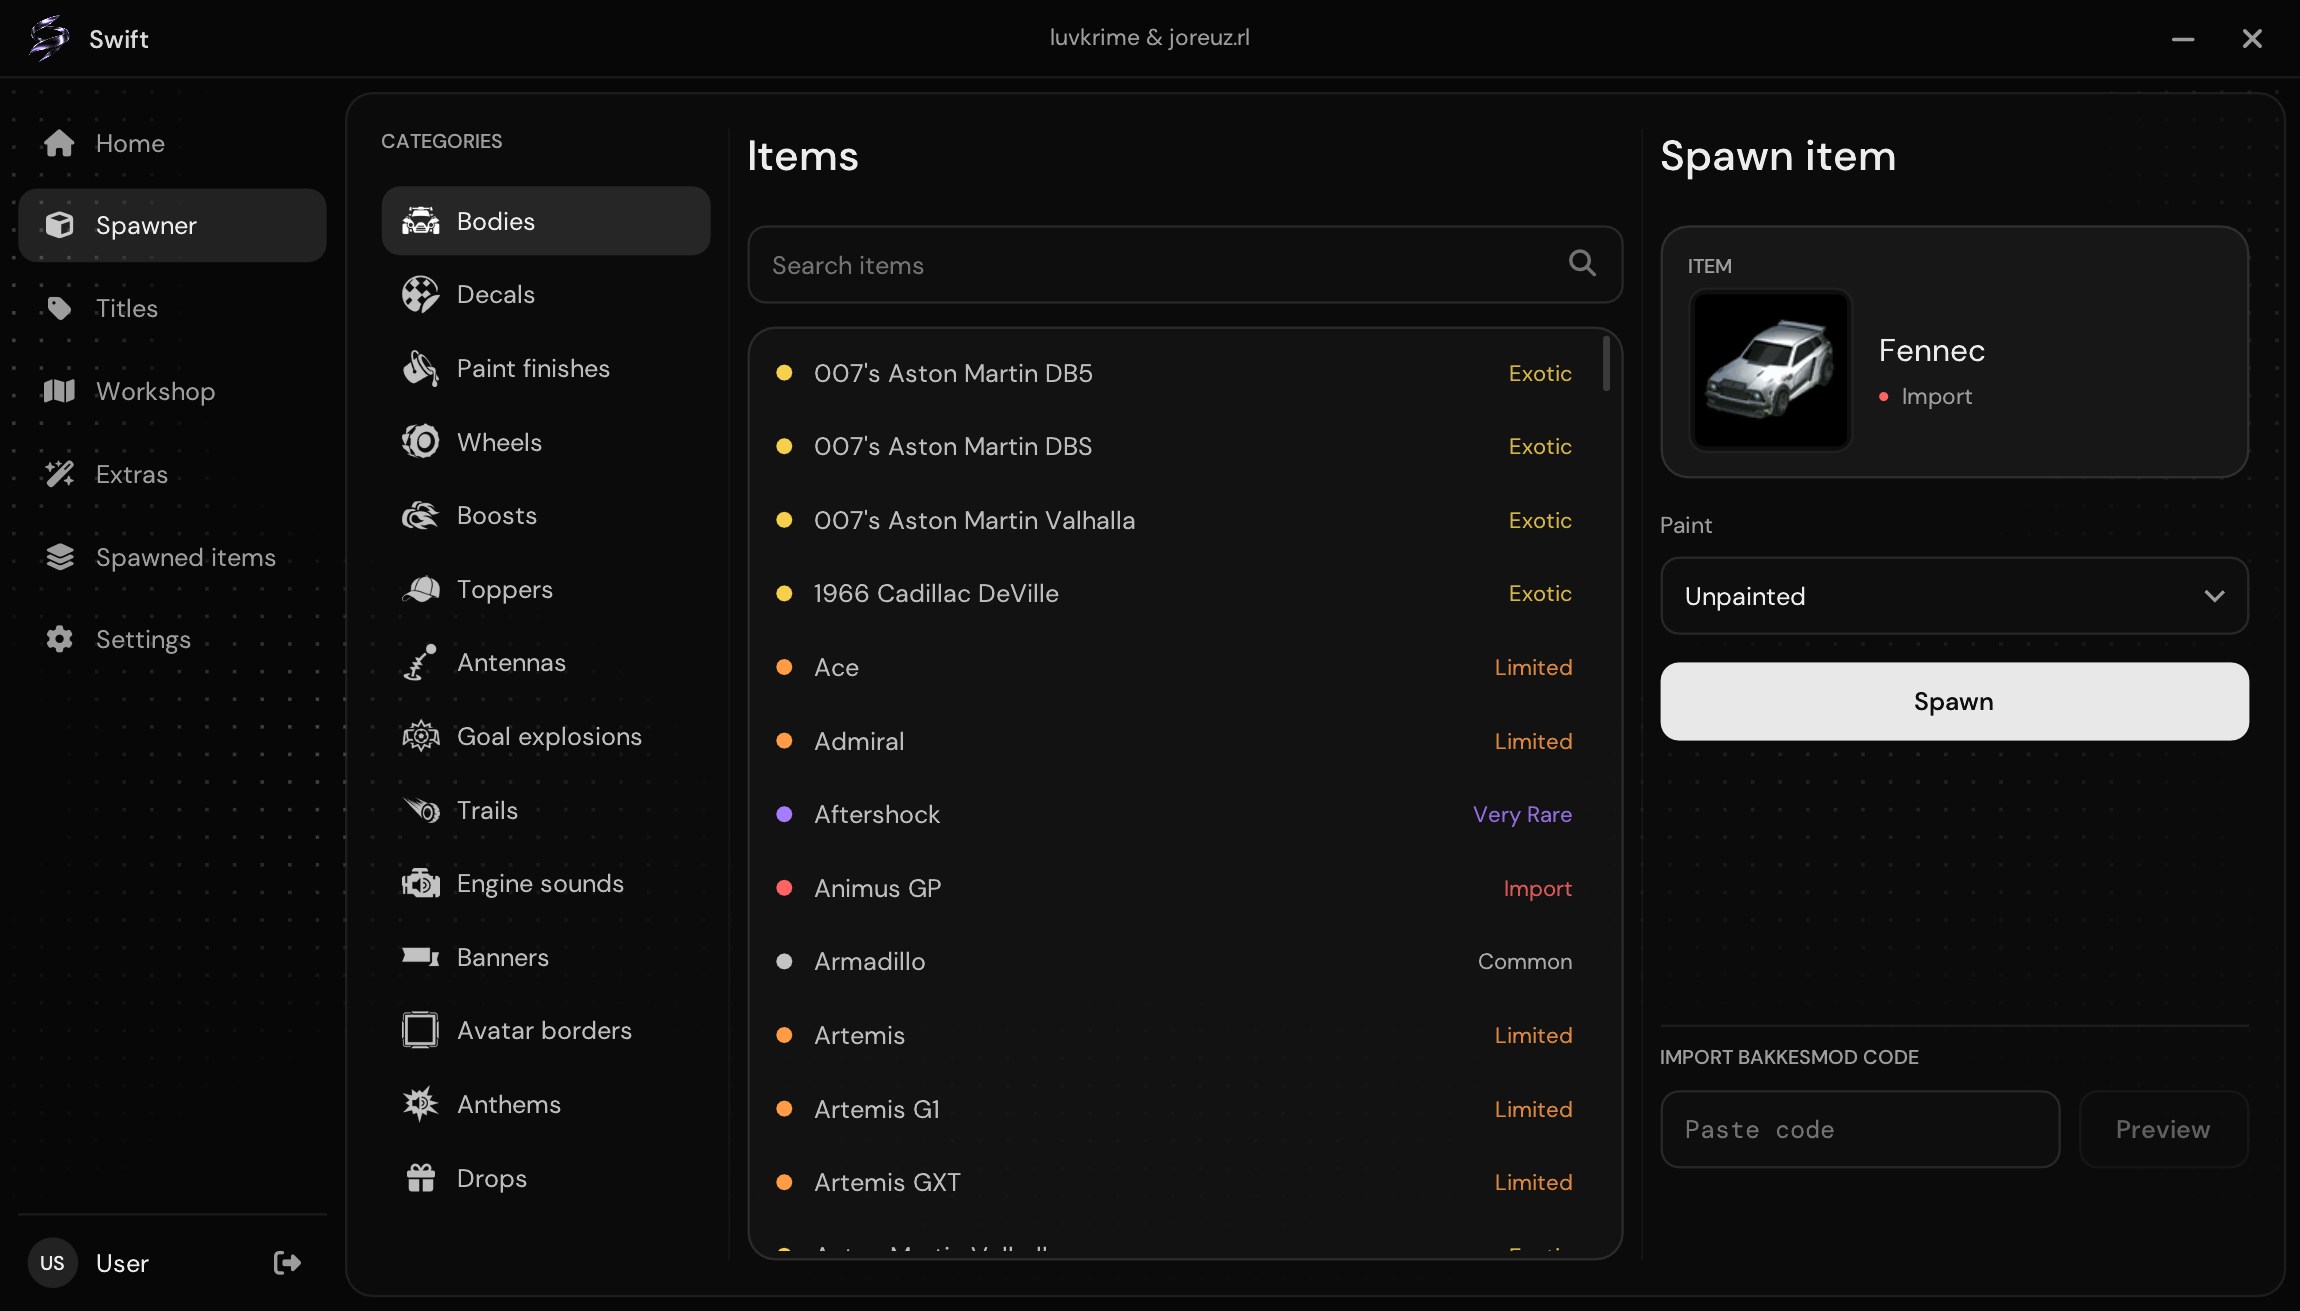 Swift
luvkrime & joreuz.rl
Home
Spawner
Titles
Workshop
Extras
Spawned items
Settings
US User
CATEGORIES
Bodies
Decals
Paint finishes
Wheels
Boosts
Toppers
Antennas
Goal explosions
Trails
Engine sounds
Banners
Avatar borders
Anthems
Drops
Items
Search items
007's Aston Martin DB5 Exotic
007's Aston Martin DBS Exotic
007's Aston Martin Valhalla Exotic
1966 Cadillac DeVille Exotic
Ace Limited
Admiral Limited
Aftershock Very Rare
Animus GP Import
Armadillo Common
Artemis Limited
Artemis G1 Limited
Artemis GXT Limited
Spawn item
ITEM
Fennec
Import
Paint
Unpainted
Spawn
IMPORT BAKKESMOD CODE
Paste code
Preview